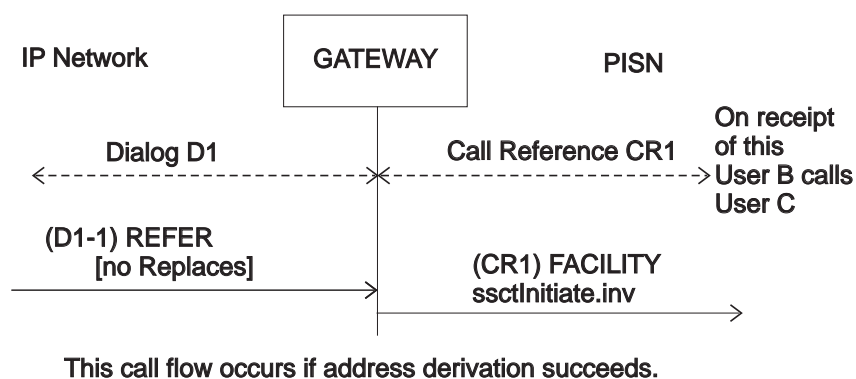 IP Network
GATEWAY
PISN
Dialog D1
Call Reference CR1
On receipt
of this
User B calls
User C
(D1-1) REFER
[no Replaces]
(CR1) FACILITY
ssctInitiate.inv
This call flow occurs if address derivation succeeds.